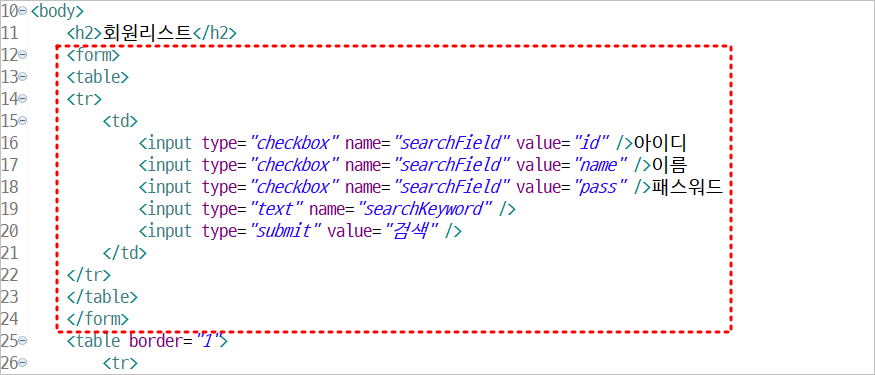 10 <body>
11 <h2>회원리스트</h2>
12 <form>
13 <table>
14 <tr>
15 <td>
16 <input type="checkbox" name="searchField" value="id" />아이디
17 <input type="checkbox" name="searchField" value="name" />이름
18 <input type="checkbox" name="searchField" value="pass" />패스워드
19 <input type="text" name="searchKeyword" />
20 <input type="submit" value="검색" />
21 </td>
22 </tr>
23 </table>
24 </form>
25 <table border="1">
26 <tr>